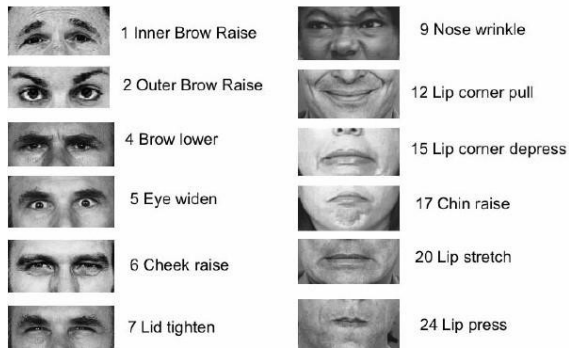 1 Inner Brow Raise
2 Outer Brow Raise
4 Brow lower
5 Eye widen
6 Cheek raise
7 Lid tighten
9 Nose wrinkle
12 Lip corner pull
15 Lip corner depress
17 Chin raise
20 Lip stretch
24 Lip press